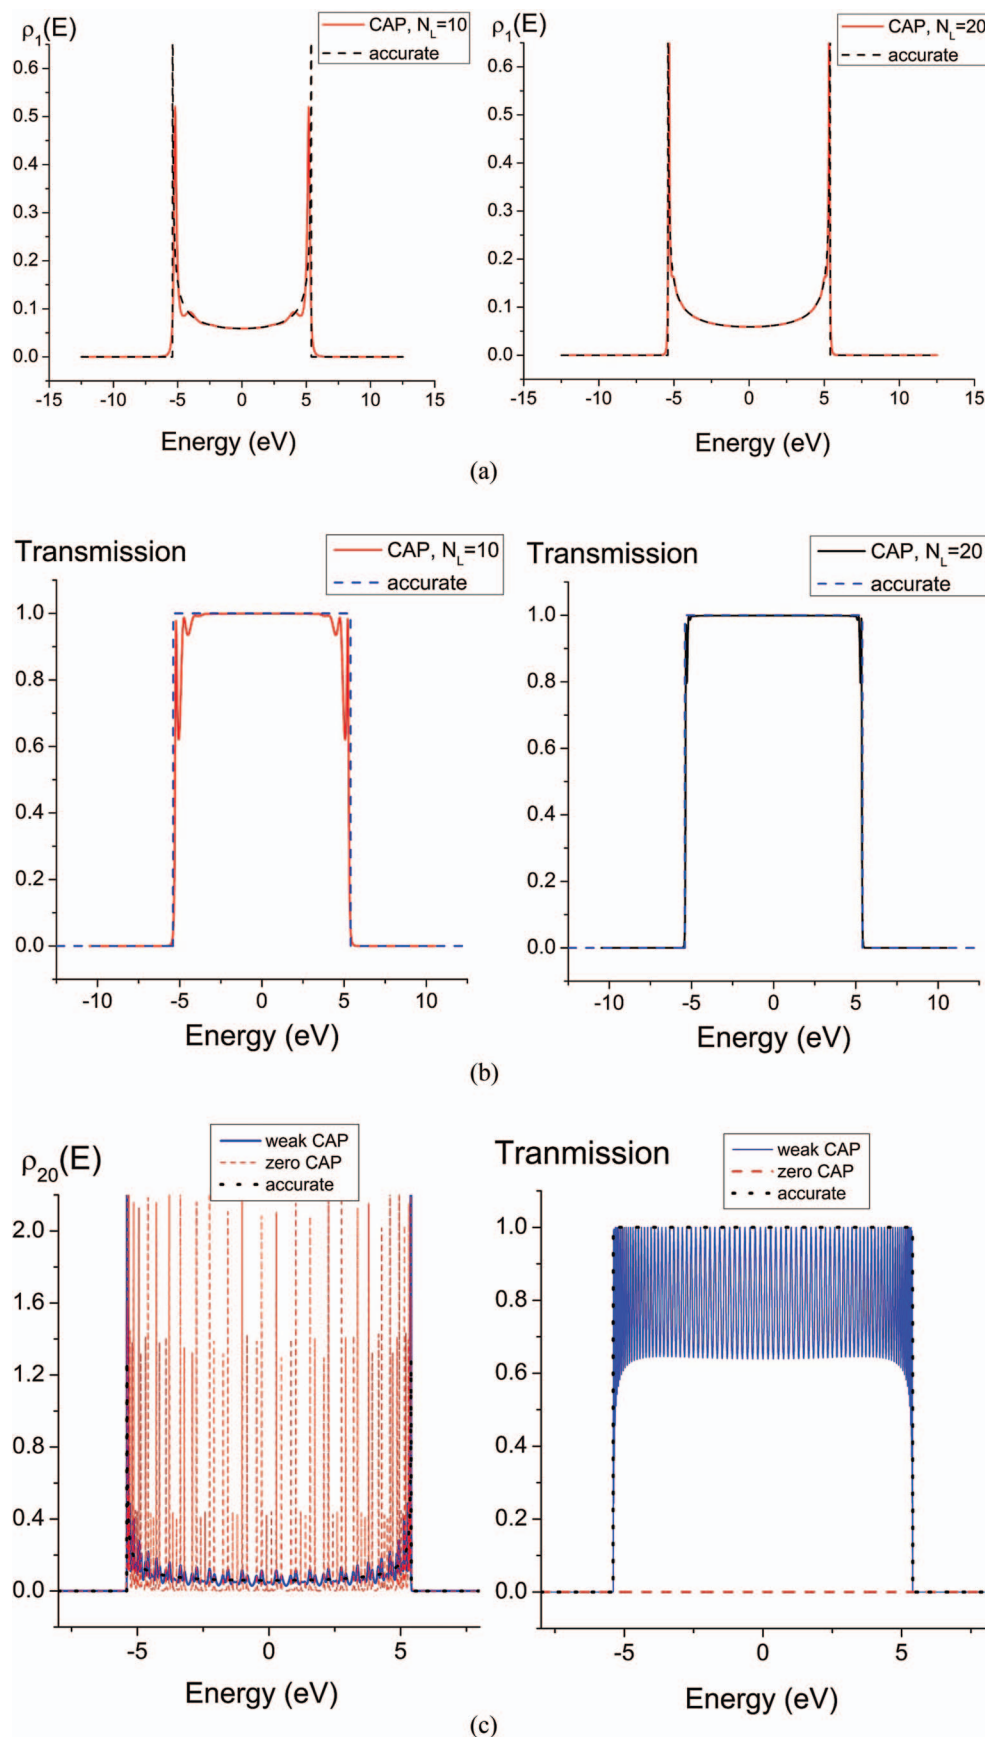 ρ₁(E)
CAP, N_L=10
accurate
0.6
0.5
0.4
0.3
0.2
0.1
0.0
-15 -10 -5 0 5 10 15
Energy (eV)
ρ₁(E)
CAP, N_L=20
accurate
0.6
0.5
0.4
0.3
0.2
0.1
0.0
-15 -10 -5 0 5 10 15
Energy (eV)
(a)
Transmission
CAP, N_L=10
accurate
1.0
0.8
0.6
0.4
0.2
0.0
-10 -5 0 5 10
Energy (eV)
Transmission
CAP, N_L=20
accurate
1.0
0.8
0.6
0.4
0.2
0.0
-10 -5 0 5 10
Energy (eV)
(b)
ρ₂₀(E)
weak CAP
zero CAP
accurate
2.0
1.6
1.2
0.8
0.4
0.0
-5 0 5
Energy (eV)
Tranmission
weak CAP
zero CAP
accurate
1.0
0.8
0.6
0.4
0.2
0.0
-5 0 5
Energy (eV)
(c)